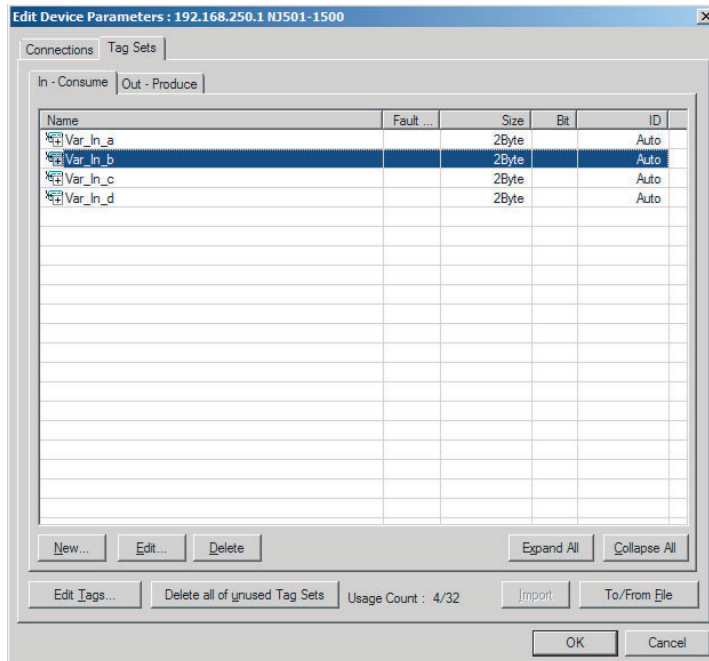 Edit Device Parameters : 192.168.250.1 NJ501-1500
Connections Tag Sets
In - Consume Out - Produce
Name Fault ... Size Bit ID
Var_In_a 2Byte Auto
Var_In_b 2Byte Auto
Var_In_c 2Byte Auto
Var_In_d 2Byte Auto
New... Edit... Delete Expand All Collapse All
Edit Tags... Delete all of unused Tag Sets Usage Count : 4/32 Import To/From File
OK Cancel